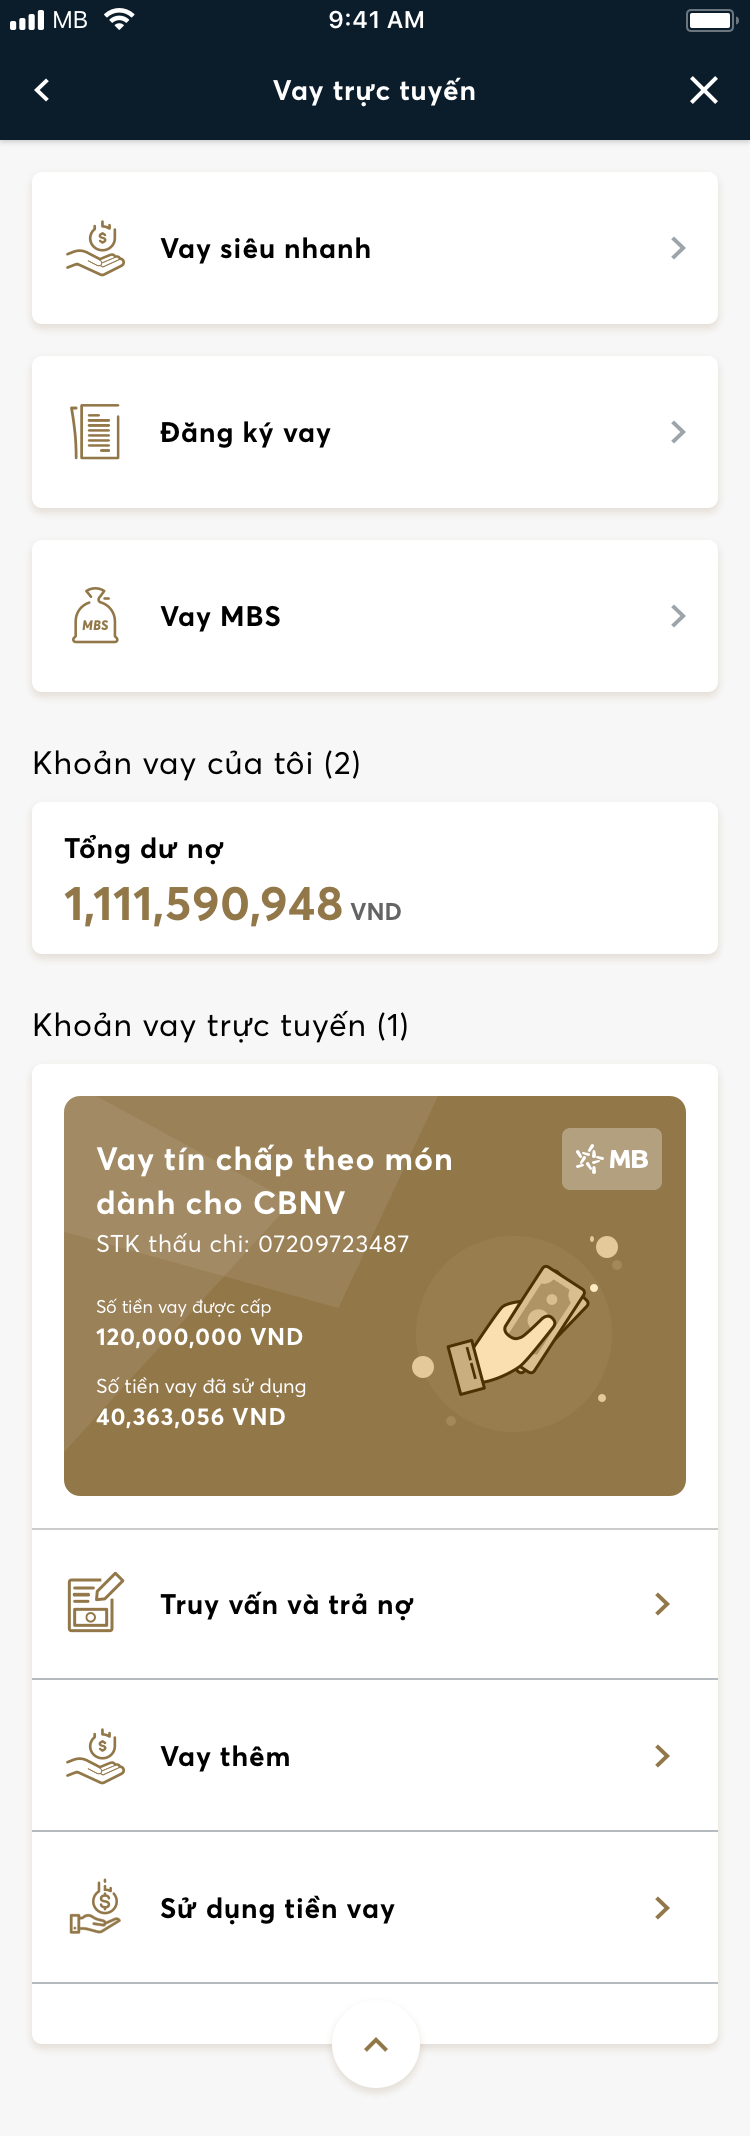 MB 9:41 AM
Vay trực tuyến
$
Vay siêu nhanh
Đăng ký vay
MBS
Vay MBS
Khoản vay của tôi (2)
Tổng dư nợ
1,111,590,948 VND
Khoản vay trực tuyến (1)
Vay tín chấp theo món
dành cho CBNV
MB
STK thấu chi: 07209723487
Số tiền vay được cấp
120,000,000 VND
Số tiền vay đã sử dụng
40,363,056 VND
Truy vấn và trả nợ
$
Vay thêm
$
Sử dụng tiền vay